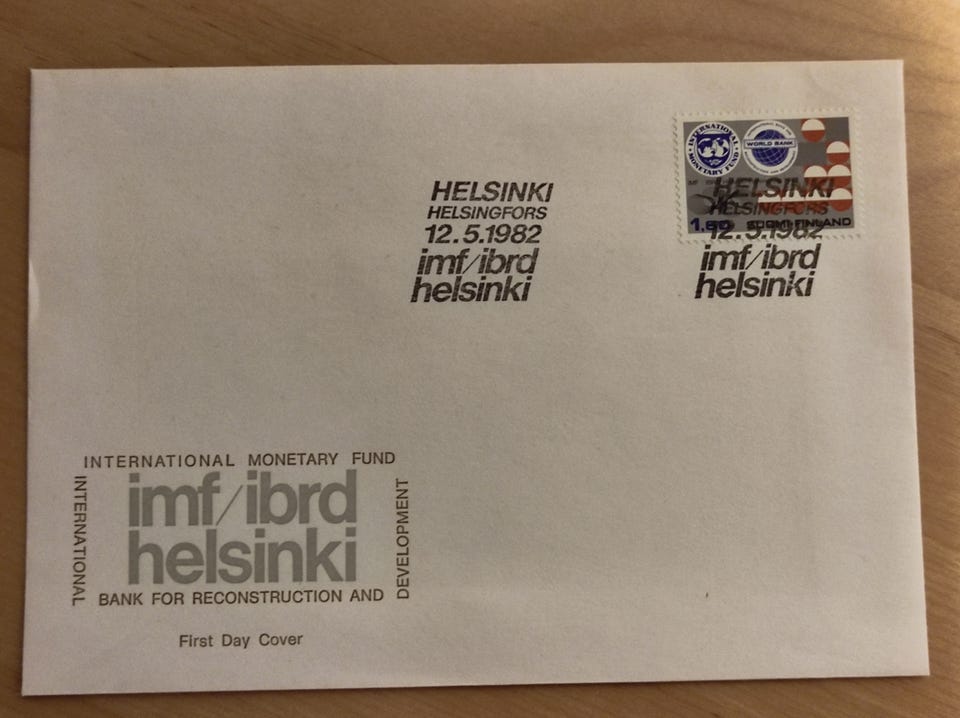 INTERNATIONAL MONETARY FUND
WORLD BANK
HELSINKI
HELSINGFORS
12.5.1982
imf/ibrd
helsinki
IMF
HELSINKI
HELSINGFORS
12.5.1982
SUOMI FINLAND
imf/ibrd
helsinki
INTERNATIONAL MONETARY FUND
INTERNATIONAL
imf/ibrd
helsinki
DEVELOPMENT
BANK FOR RECONSTRUCTION AND
First Day Cover